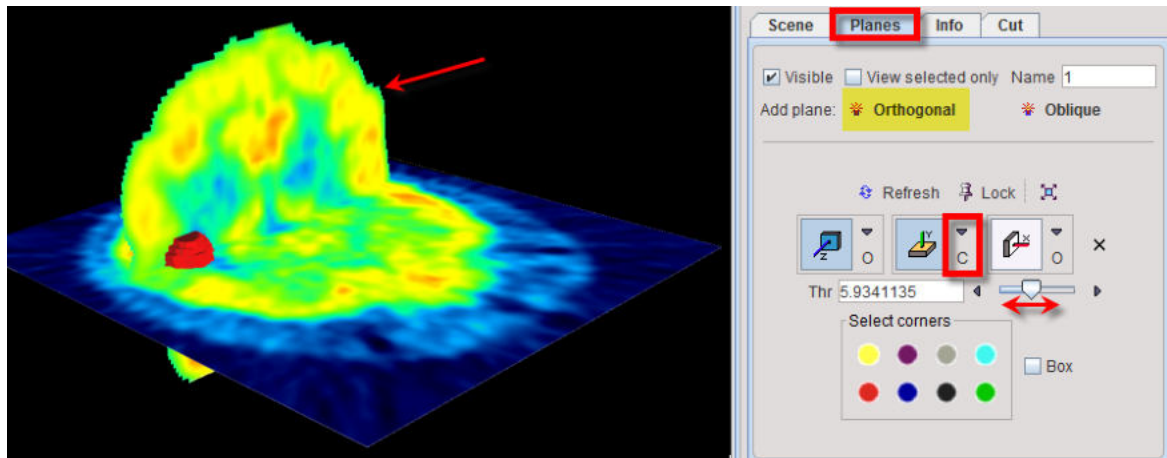 Scene Planes Info Cut
Visible View selected only Name 1
Add plane: Orthogonal Oblique
Refresh Lock
Z O Y C X O
Thr 5.9341135
Select corners
Box